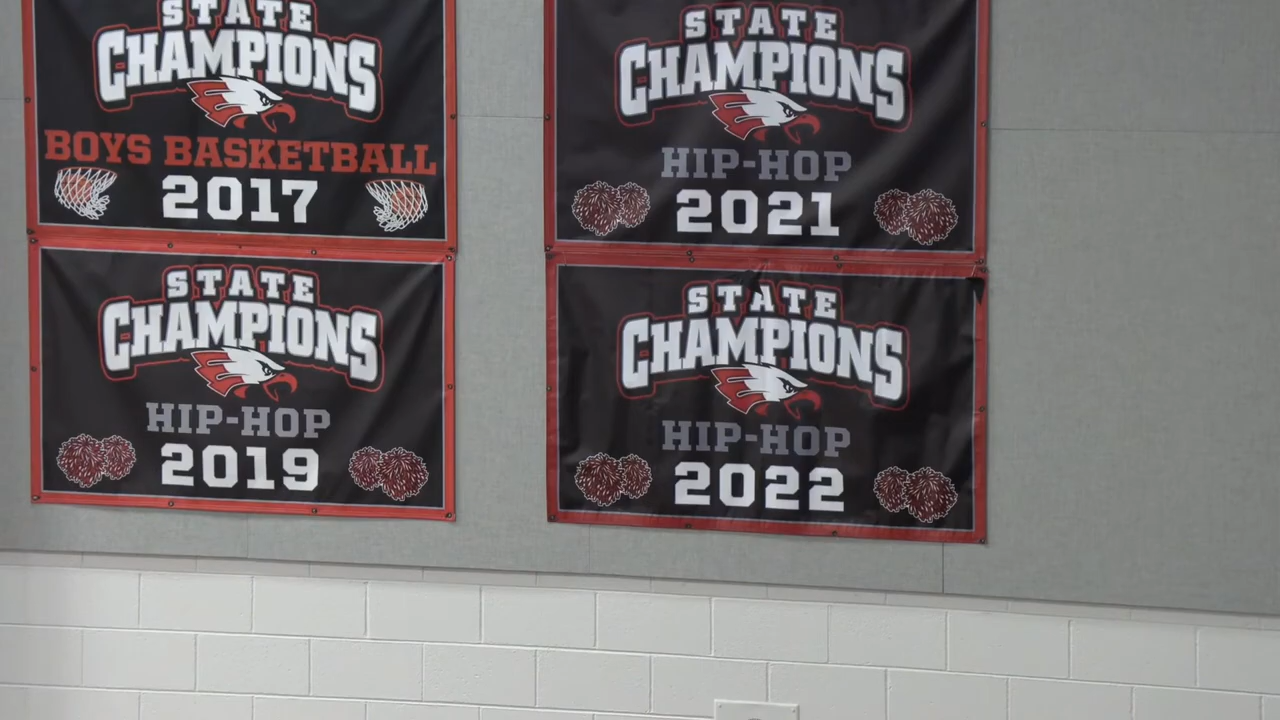 STATE
CHAMPIONS
BOYS BASKETBALL
2017
STATE
CHAMPIONS
HIP-HOP
2019
STATE
CHAMPIONS
HIP-HOP
2021
STATE
CHAMPIONS
HIP-HOP
2022